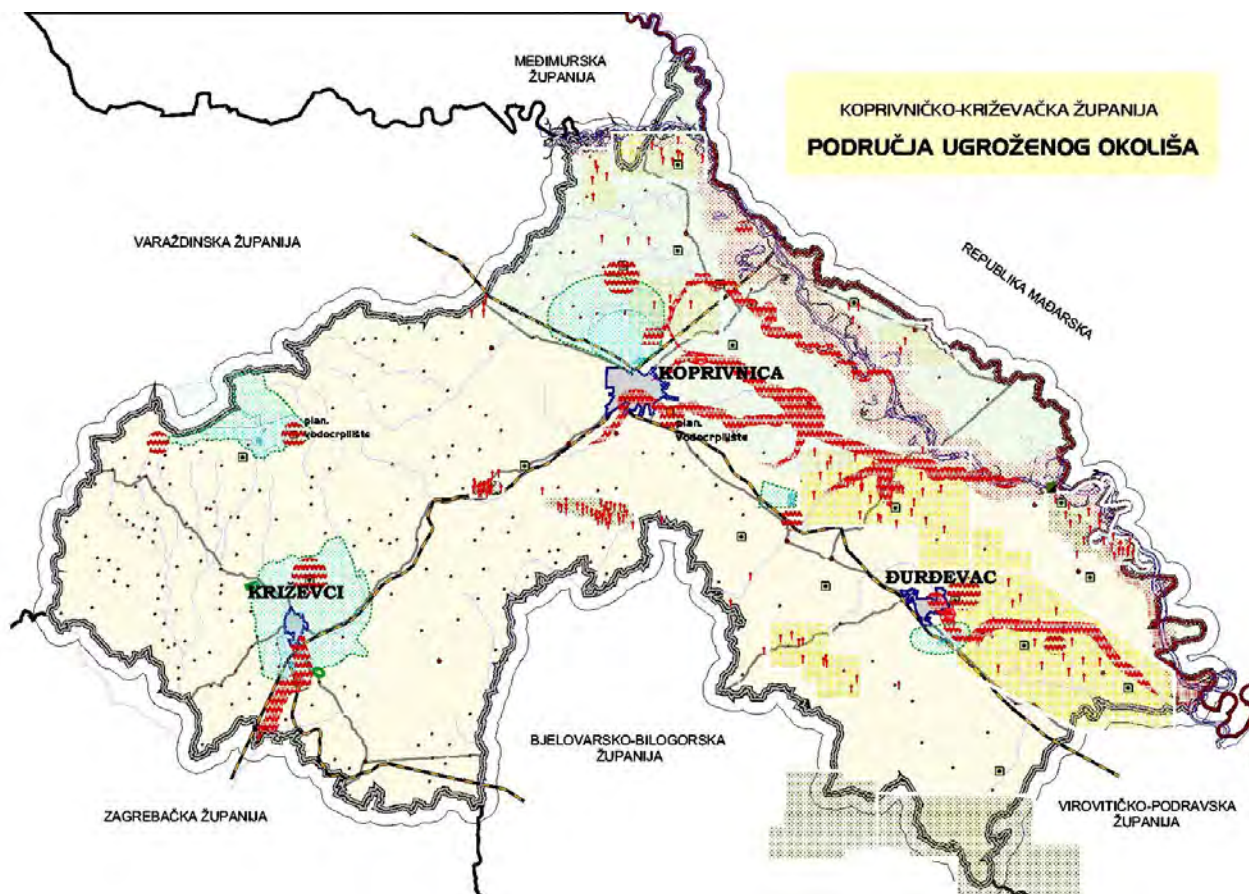 MEĐIMURSKA
ŽUPANIJA
KOPRIVNIČKO-KRIŽEVAČKA ŽUPANIJA
PODRUČJA UGROŽENOG OKOLIŠA
VARAŽDINSKA ŽUPANIJA
REPUBLIKA MAĐARSKA
KOPRIVNICA
plan.
vodocrpilište
plan.
vodocrpilište
KRIŽEVCI
ĐURĐEVAC
BJELOVARSKO-BILOGORSKA
ŽUPANIJA
ZAGREBAČKA ŽUPANIJA
VIROVITIČKO-PODRAVSKA
ŽUPANIJA